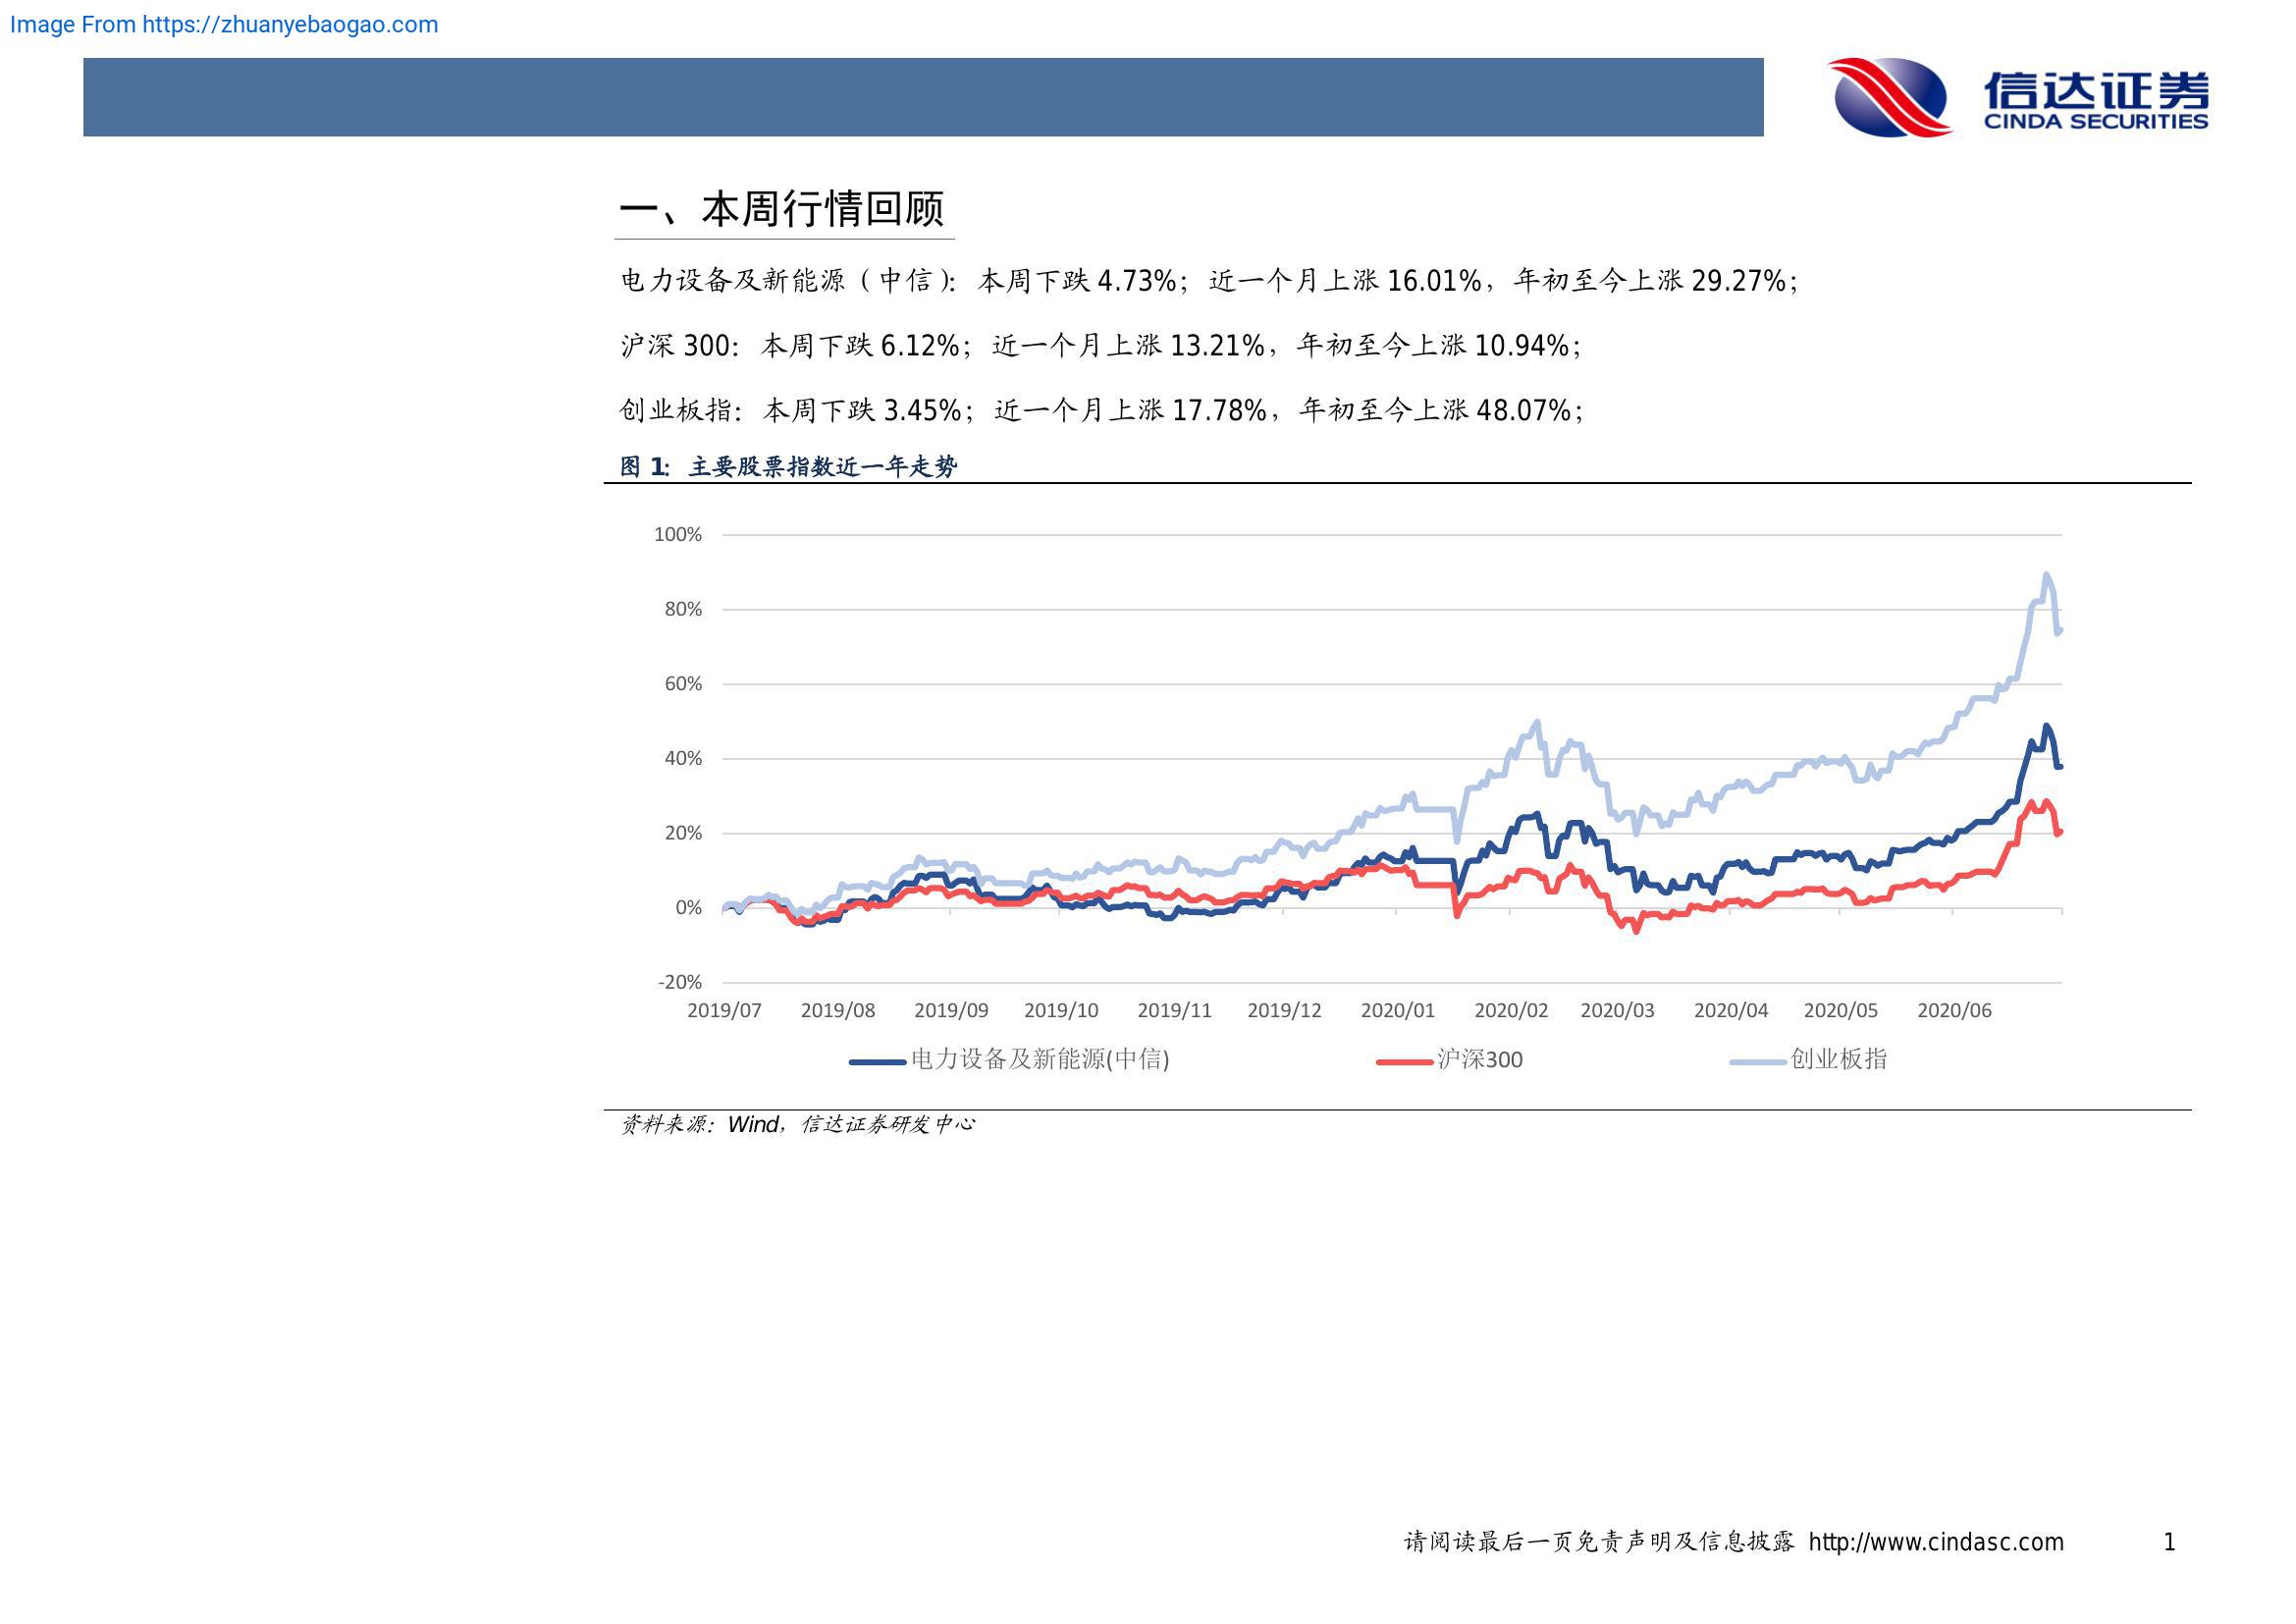 Image From https://zhuanyebaogao.com
信达证券
CINDA SECURITIES
一、本周行情回顾
电力设备及新能源（中信）：本周下跌 4.73%；近一个月上涨 16.01%，年初至今上涨 29.27%；
沪深 300：本周下跌 6.12%；近一个月上涨 13.21%，年初至今上涨 10.94%；
创业板指：本周下跌 3.45%；近一个月上涨 17.78%，年初至今上涨 48.07%；
图 1：主要股票指数近一年走势
100%
80%
60%
40%
20%
0%
-20%
2019/07 2019/08 2019/09 2019/10 2019/11 2019/12 2020/01 2020/02 2020/03 2020/04 2020/05 2020/06
电力设备及新能源(中信) 沪深300 创业板指
资料来源：Wind，信达证券研发中心
请阅读最后一页免责声明及信息披露 http://www.cindasc.com 1